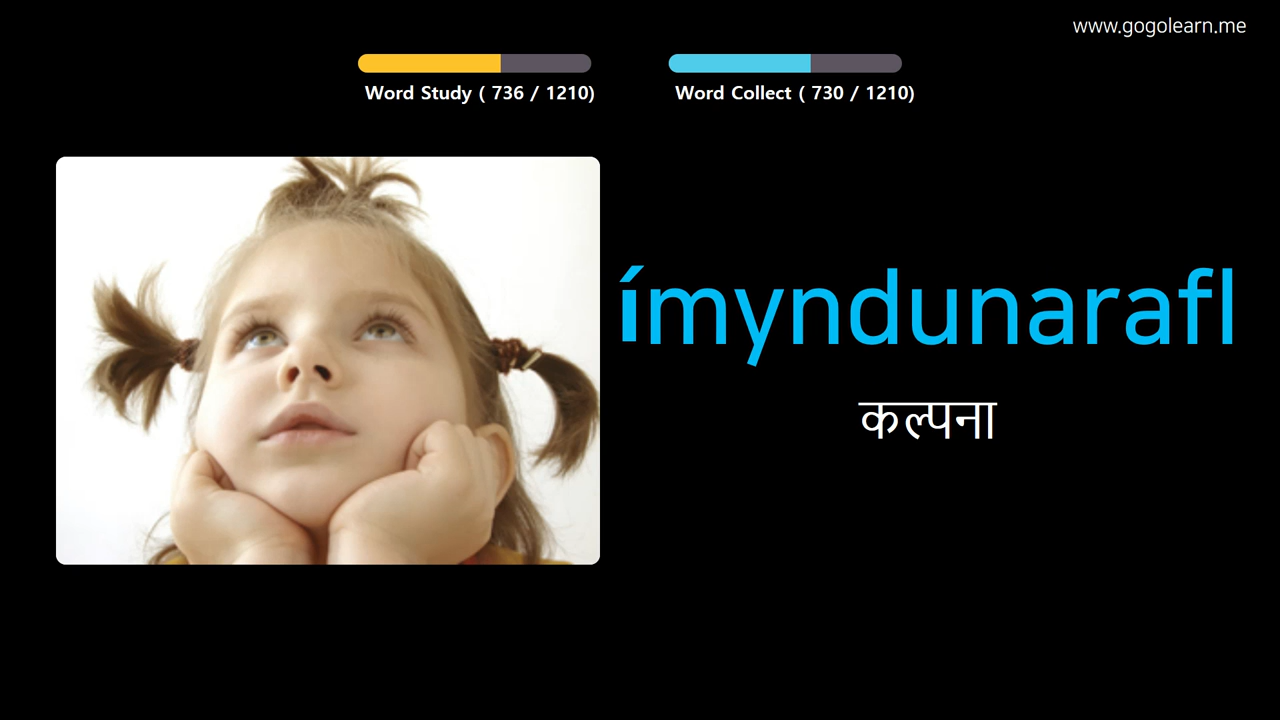 www.gogolearn.me
Word Study ( 736 / 1210)
Word Collect ( 730 / 1210)
ímyndunarafl
कल्पना